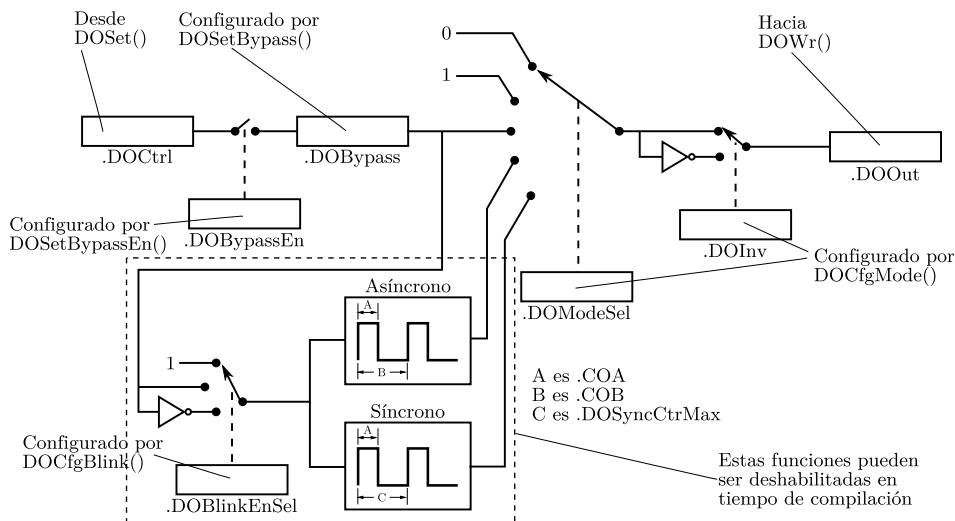 Desde
DOSet()
Configurado por
DOSetBypass()
0
1
Hacia
DOWr()
.DOCtrl
.DOBypass
.DOOut
Configurado por
DOSetBypassEn()
.DOBypassEn
.DOInv
Configurado por
DOCfgMode()
.DOModeSel
Asíncrono
A
B
1
A es .COA
B es .COB
C es .DOSyncCtrMax
Síncrono
A
C
Configurado por
DOCfgBlink()
.DOBlinkEnSel
Estas funciones pueden
ser deshabilitadas en
tiempo de compilación